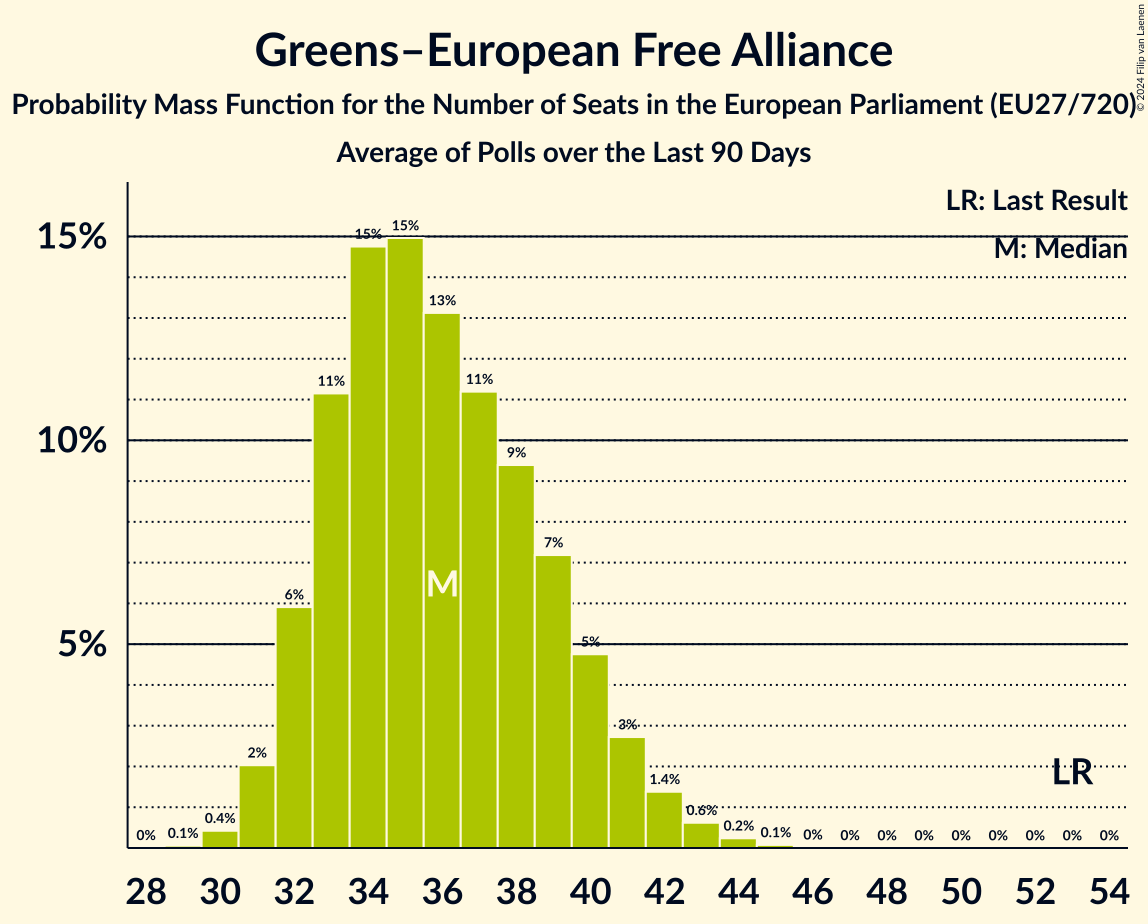 Greens–European Free Alliance
Probability Mass Function for the Number of Seats in the European Parliament (EU27/720)
Average of Polls over the Last 90 Days
© 2024 Filip van Laenen
LR: Last Result
M: Median
15%
10%
5%
0% 0.1% 0.4% 2% 6% 11% 15% 15% 13% 11% 9% 7% 5% 3% 1.4% 0.6% 0.2% 0.1% 0% 0% 0% 0% 0% 0% 0% 0% 0%
M
LR
28 30 32 34 36 38 40 42 44 46 48 50 52 54